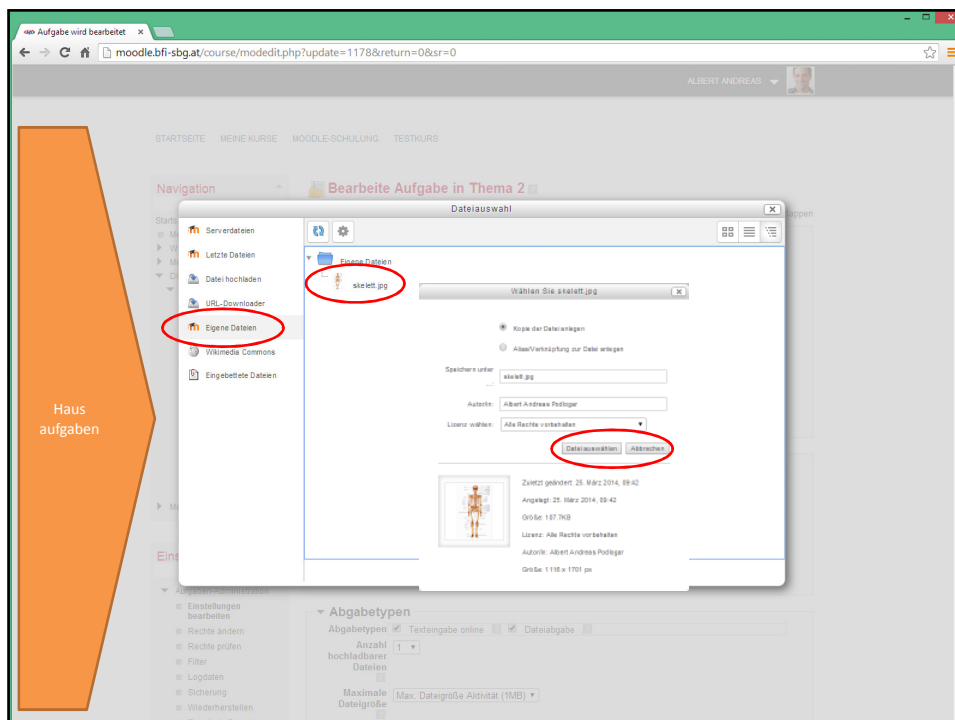 Aufgabe wird bearbeitet
moodle.bfi-sbg.at/course/modedit.php?update=1178&return=0&sr=0
ALBERT ANDREAS
STARTSEITE MEINE KURSE MOODLE-SCHULUNG TESTKURS
Navigation
Bearbeite Aufgabe in Thema 2
Dateiauswahl
Serverdateien
Letzte Dateien
Datei hochladen
URL-Downloader
Eigene Dateien
Wikimedia Commons
Eingebettete Dateien
Eigene Dateien
skelett.jpg
Wählen Sie skelett.jpg
Kopie der Datei anlegen
Alias/Verknüpfung zur Datei anlegen
Speichern unter
...:
skelett.jpg
Autor/in: Albert Andreas Podlogar
Lizenz wählen: Alle Rechte vorbehalten
Datei auswählen Abbrechen
Zuletzt geändert: 25. März 2014, 09:42
Angelegt: 25. März 2014, 09:42
Größe: 187.7KB
Lizenz: Alle Rechte vorbehalten
Autor/in: Albert Andreas Podlogar
Größe: 1116 x 1701 px
Haus
aufgaben
Aufgaben-Administration
Einstellungen
bearbeiten
Rechte ändern
Rechte prüfen
Filter
Logdaten
Sicherung
Wiederherstellen
Abgabetypen
Abgabetypen Texteingabe online Dateiabgabe
Anzahl
hochladbarer
Dateien
1
Maximale
Dateigröße
Max. Dateigröße Aktivität (1MB)